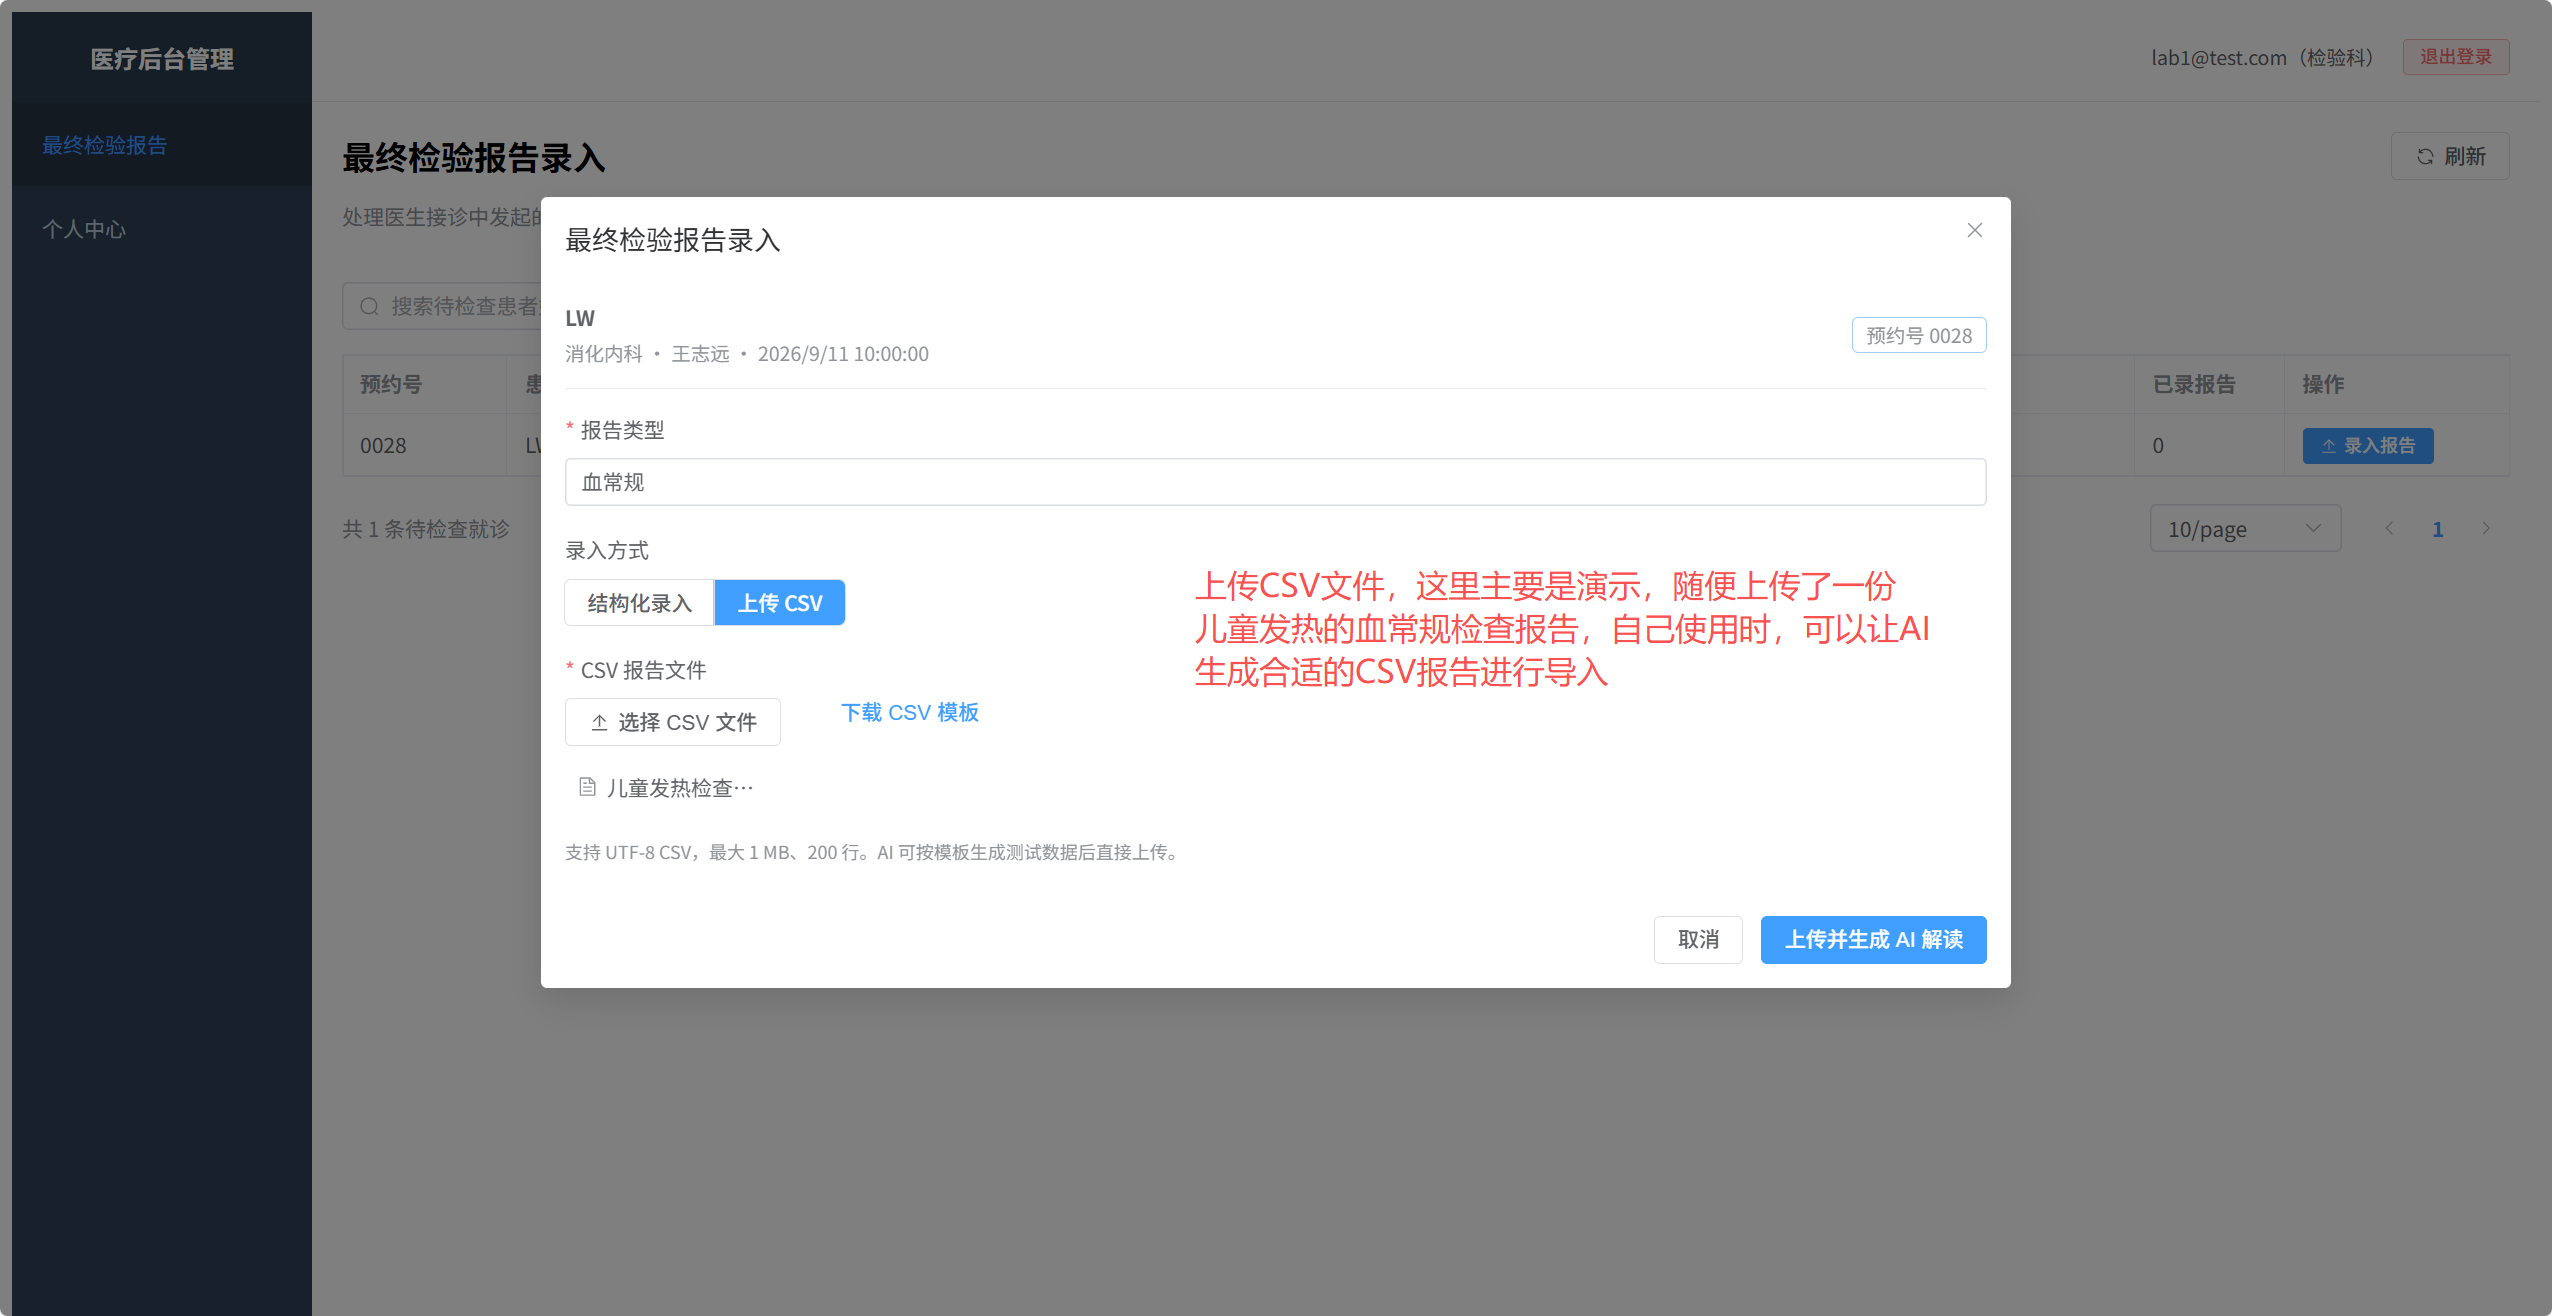 医疗后台管理
lab1@test.com（检验科）
退出登录
最终检验报告
个人中心
最终检验报告录入
刷新
处理医生接诊中发起的
搜索待检查患者
预约号
患
已录报告
操作
0028
LW
0
录入报告
共 1 条待检查就诊
10/page
1
最终检验报告录入
LW
预约号 0028
消化内科 • 王志远 • 2026/9/11 10:00:00
* 报告类型
血常规
录入方式
结构化录入
上传 CSV
上传CSV文件，这里主要是演示，随便上传了一份
儿童发热的血常规检查报告，自己使用时，可以让AI
生成合适的CSV报告进行导入
* CSV 报告文件
选择 CSV 文件
下载 CSV 模板
儿童发热检查…
支持 UTF-8 CSV，最大 1 MB、200 行。AI 可按模板生成测试数据后直接上传。
取消
上传并生成 AI 解读